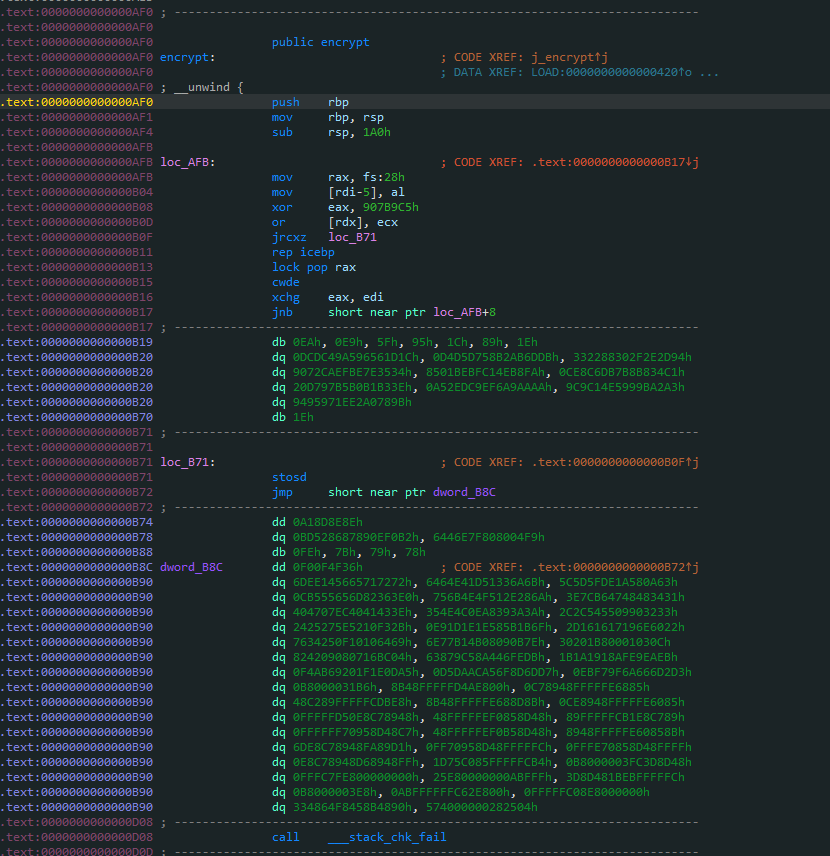 .text:0000000000000AF0 ; ---------------------------------------------------------------------------
.text:0000000000000AF0
.text:0000000000000AF0 public encrypt
.text:0000000000000AF0 encrypt: ; CODE XREF: j_encrypt↑j
.text:0000000000000AF0 ; DATA XREF: LOAD:0000000000000420↑o ...
.text:0000000000000AF0 ; __unwind {
.text:0000000000000AF0 push rbp
.text:0000000000000AF1 mov rbp, rsp
.text:0000000000000AF4 sub rsp, 1A0h
.text:0000000000000AFB
.text:0000000000000AFB loc_AFB: ; CODE XREF: .text:0000000000000B17↓j
.text:0000000000000AFB mov rax, fs:28h
.text:0000000000000B04 mov [rdi-5], al
.text:0000000000000B08 xor eax, 907B9C5h
.text:0000000000000B0D or [rdx], ecx
.text:0000000000000B0F jrcxz loc_B71
.text:0000000000000B11 rep icebp
.text:0000000000000B13 lock pop rax
.text:0000000000000B15 cwde
.text:0000000000000B16 xchg eax, edi
.text:0000000000000B17 jnb short near ptr loc_AFB+8
.text:0000000000000B17 ; ---------------------------------------------------------------------------
.text:0000000000000B19 db 0EAh, 0E9h, 5Fh, 95h, 1Ch, 89h, 1Eh
.text:0000000000000B20 dq 0DCDC49A596561D1Ch, 0D4D5D758B2AB6DDBh, 332288302F2E2D94h
.text:0000000000000B20 dq 9072CAEFBE7E3534h, 8501BEBFC14EB8FAh, 0CE8C6DB7B8B834C1h
.text:0000000000000B20 dq 20D797B5B0B1B33Eh, 0A52EDC9EF6A9AAAAh, 9C9C14E5999BA2A3h
.text:0000000000000B20 dq 9495971EE2A0789Bh
.text:0000000000000B70 db 1Eh
.text:0000000000000B71 ; ---------------------------------------------------------------------------
.text:0000000000000B71
.text:0000000000000B71 loc_B71: ; CODE XREF: .text:0000000000000B0F↑j
.text:0000000000000B71 stosd
.text:0000000000000B72 jmp short near ptr dword_B8C
.text:0000000000000B72 ; ---------------------------------------------------------------------------
.text:0000000000000B74 dd 0A18D8E8Eh
.text:0000000000000B78 dq 0BD528687890EF0B2h, 6446E7F808004F9h
.text:0000000000000B88 db 0FEh, 7Bh, 79h, 78h
.text:0000000000000B8C dword_B8C dd 0F00F4F36h ; CODE XREF: .text:0000000000000B72↑j
.text:0000000000000B90 dq 6DEE145665717272h, 6464E41D51336A6Bh, 5C5D5FDE1A580A63h
.text:0000000000000B90 dq 0CB555656D82363E0h, 756B4E4F512E286Ah, 3E7CB64748483431h
.text:0000000000000B90 dq 404707EC4041433Eh, 354E4C0EA8393A3Ah, 2C2C545509903233h
.text:0000000000000B90 dq 2425275E5210F32Bh, 0E91D1E1E585B1B6Fh, 2D161617196E6022h
.text:0000000000000B90 dq 7634250F10106469h, 6E77B14B08090B7Eh, 30201B80001030Ch
.text:0000000000000B90 dq 824209080716BC04h, 63879C58A446FEDBh, 1B1A1918AFE9EAEBh
.text:0000000000000B90 dq 0F4AB69201F1E0DA5h, 0D5DAACA56F8D6DD7h, 0EBF79F6A666D2D3h
.text:0000000000000B90 dq 0B8000031B6h, 8B48FFFFFD4AE800h, 0C78948FFFFFE6885h
.text:0000000000000B90 dq 48C289FFFFFCDBE8h, 8B48FFFFFE688D8Bh, 0CE8948FFFFFE6085h
.text:0000000000000B90 dq 0FFFFFD50E8C78948h, 48FFFFFEF0858D48h, 89FFFFFCB1E8C789h
.text:0000000000000B90 dq 0FFFFFF70958D48C7h, 48FFFFFEF0B58D48h, 8948FFFFFE60858Bh
.text:0000000000000B90 dq 6DE8C78948FA89D1h, 0FF70958D48FFFFFCh, 0FFFE70858D48FFFFh
.text:0000000000000B90 dq 0E8C78948D68948FFh, 1D75C085FFFFFCB4h, 0B8000003FC3D8D48h
.text:0000000000000B90 dq 0FFFC7FE800000000h, 25E80000000ABFFFh, 3D8D481BEBFFFFFCh
.text:0000000000000B90 dq 0B8000003E8h, 0ABFFFFFFC62E800h, 0FFFFFC08E8000000h
.text:0000000000000B90 dq 334864F8458B4890h, 574000000282504h
.text:0000000000000D08 ; ---------------------------------------------------------------------------
.text:0000000000000D08 call ___stack_chk_fail
.text:0000000000000D0D ; ---------------------------------------------------------------------------